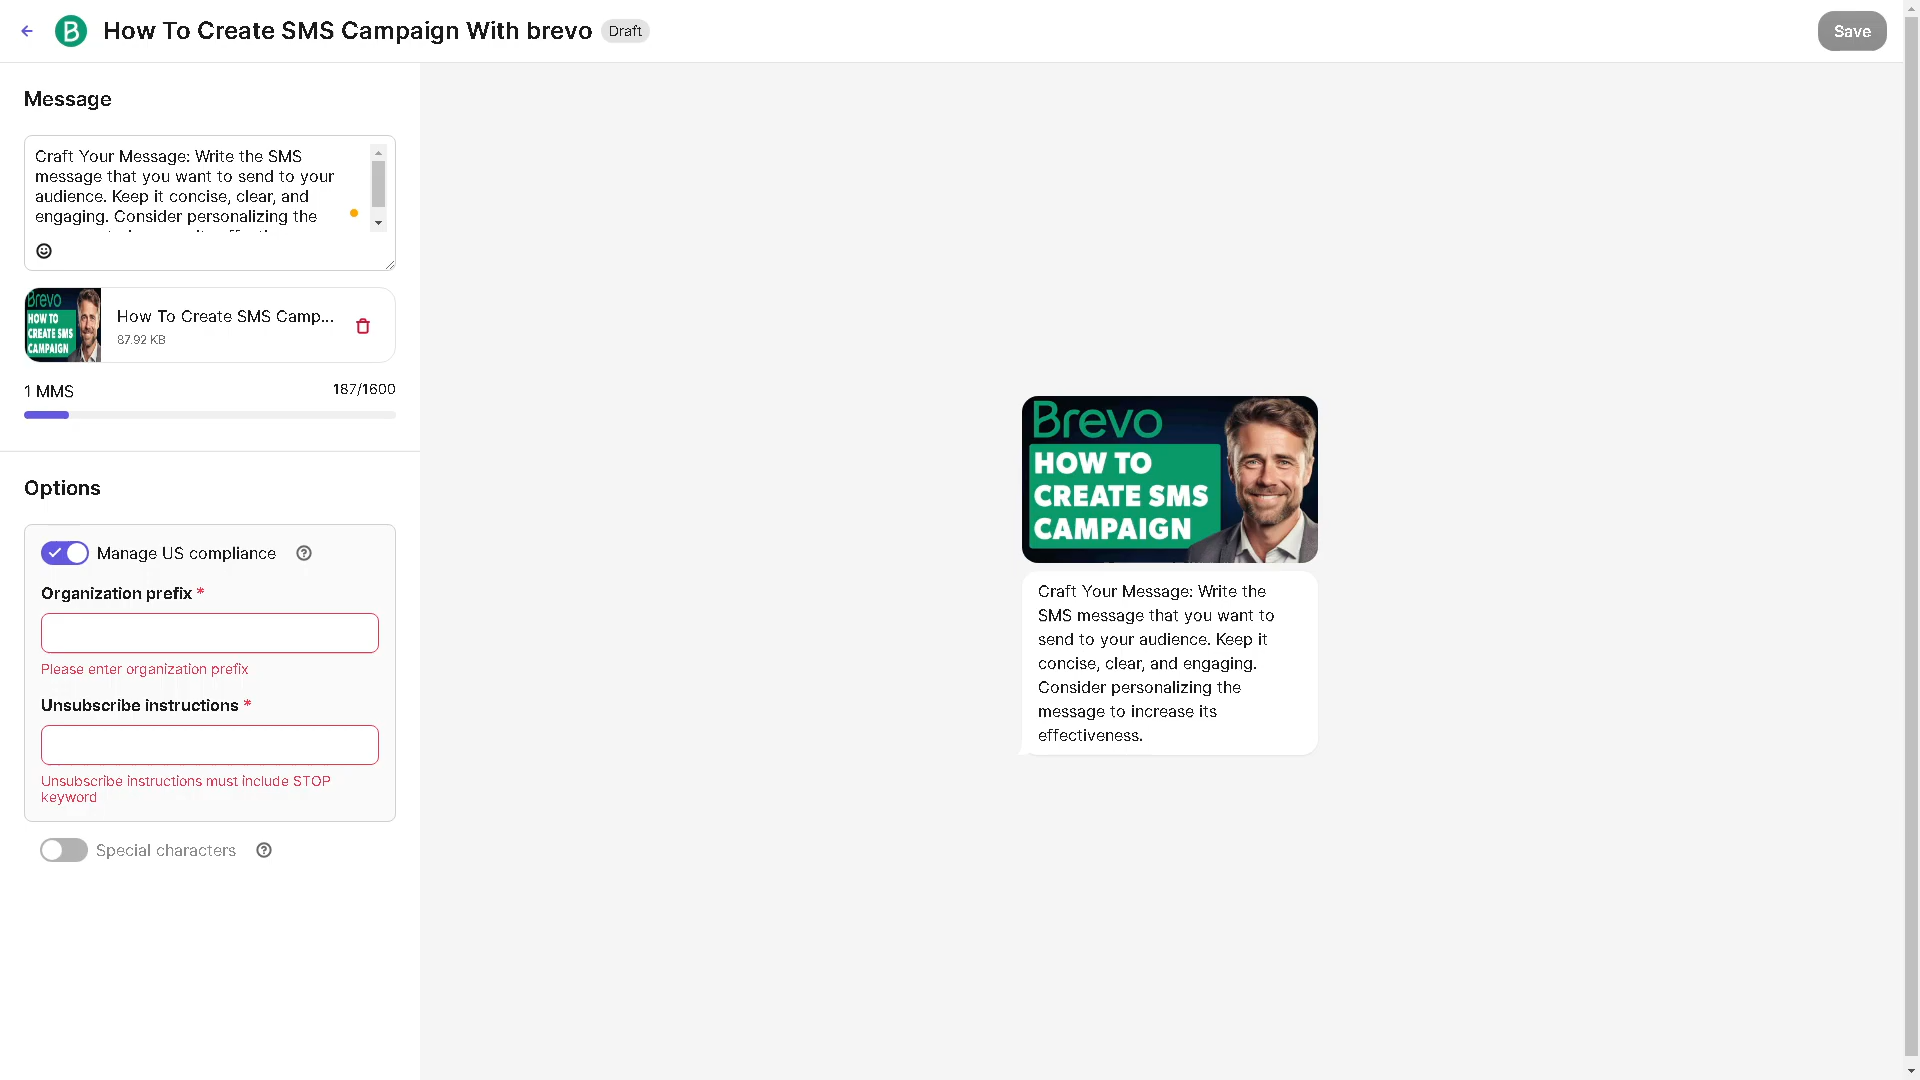 How To Create SMS Campaign With brevo
Draft
Save
Message
Craft Your Message: Write the SMS
message that you want to send to your
audience. Keep it concise, clear, and
engaging. Consider personalizing the
Brevo
HOW TO
CREATE SMS
CAMPAIGN
How To Create SMS Camp...
87.92 KB
1 MMS
187/1600
Options
Manage US compliance
Organization prefix *
Please enter organization prefix
Unsubscribe instructions *
Unsubscribe instructions must include STOP
keyword
Special characters
Brevo
HOW TO
CREATE SMS
CAMPAIGN
Craft Your Message: Write the
SMS message that you want to
send to your audience. Keep it
concise, clear, and engaging.
Consider personalizing the
message to increase its
effectiveness.